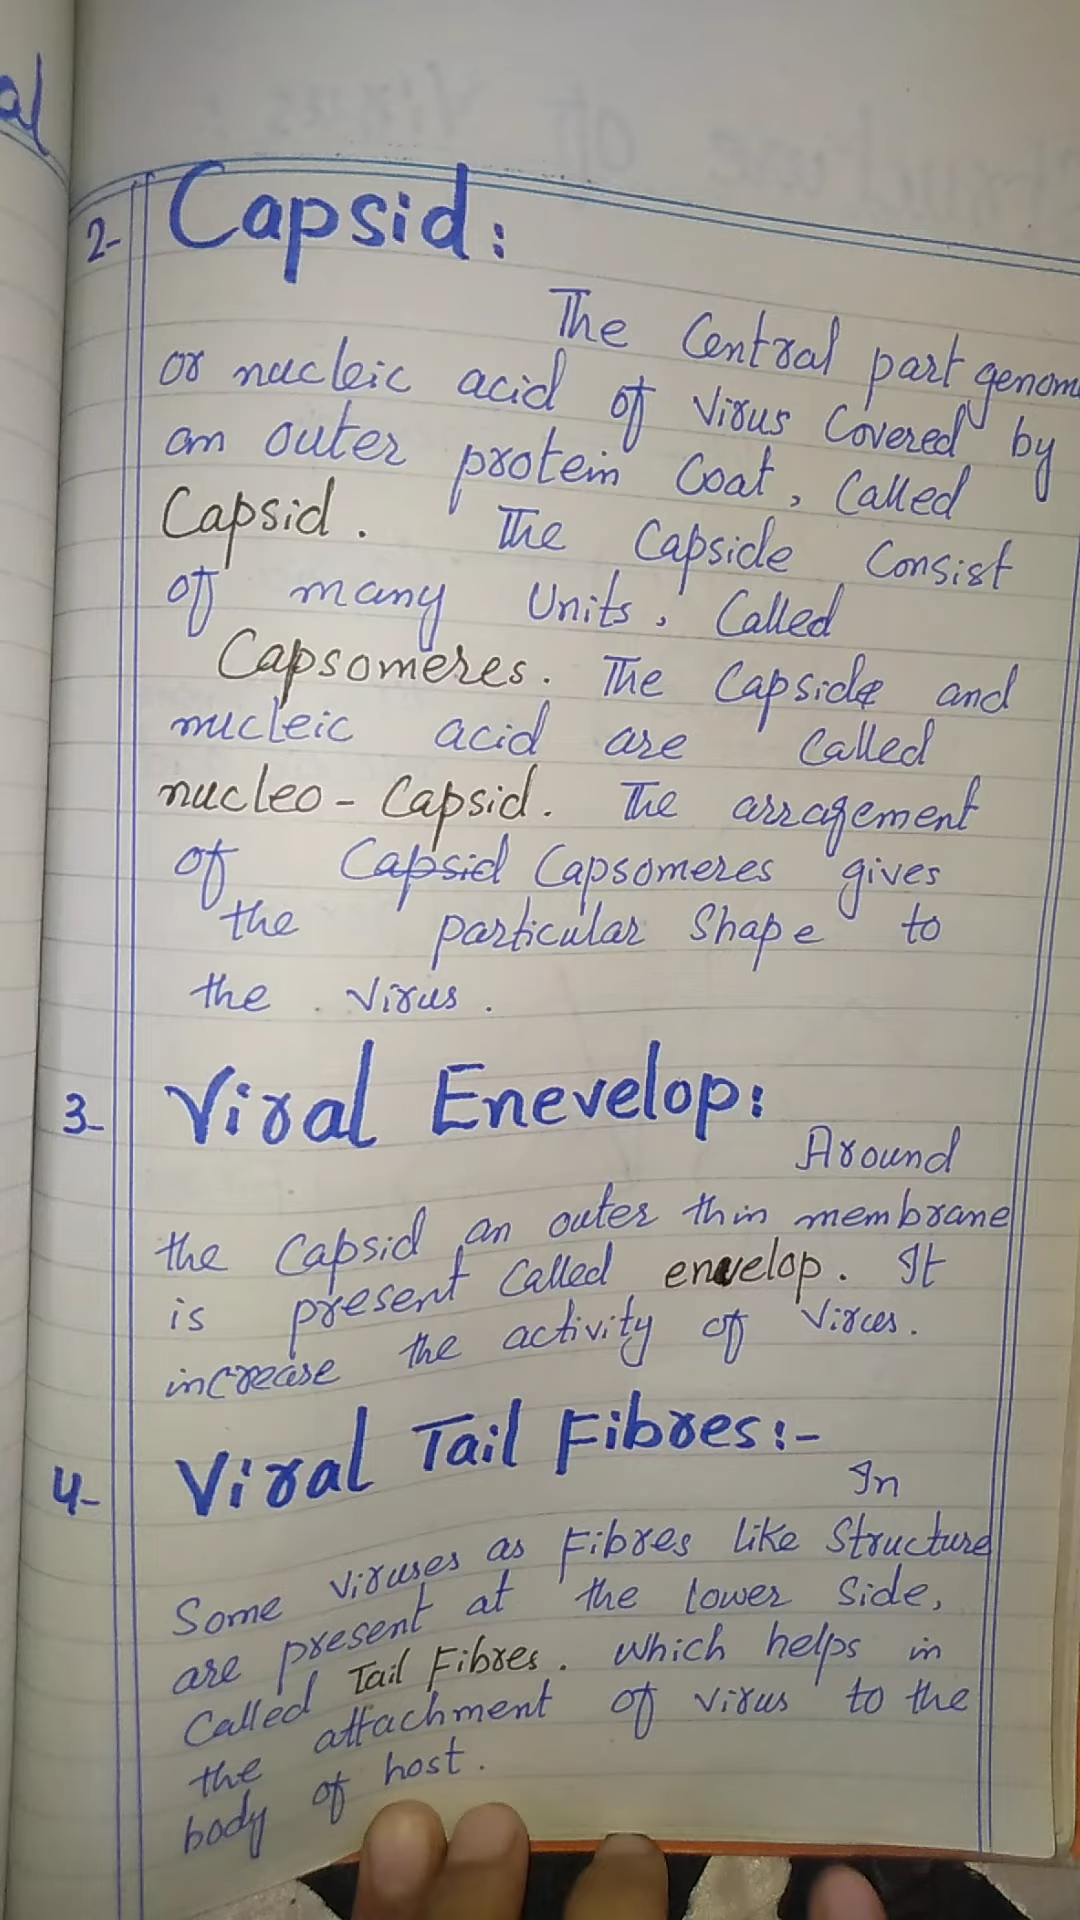 al
2- Capsid:
The Central part genom
or nucleic acid of virus Covered by
an outer protein Coat, Called
Capsid. The Capside Consist
of many Units, Called
Capsomeres. The Capside and
nucleic acid are Called
nucleo-Capsid. The arragement
of Capsid Capsomeres gives
the particular Shape to
the virus.
3- Viral Enevelop:
Around
the Capsid an outer thin membrane
is present Called envelop. It
increase the activity of Virces.
4- Viral Tail Fibres:-
In
Some viruses as Fibres like Structure
are present at the lower Side,
Called Tail Fibres. Which helps in
the attachment of virus to the
body of host.